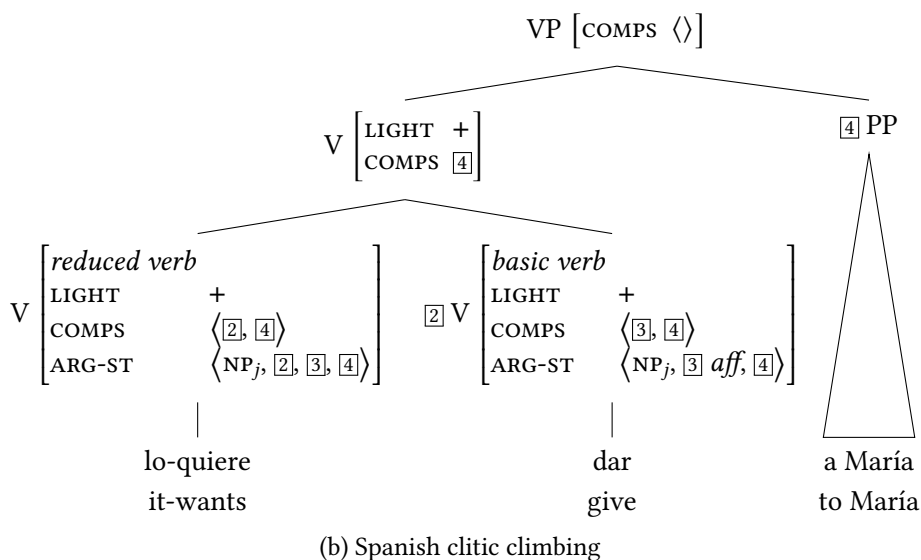 VP [COMPS ⟨⟩]
V [LIGHT +
COMPS 4]
4 PP
V [reduced verb
LIGHT +
COMPS ⟨2, 4⟩
ARG-ST ⟨NPj, 2, 3, 4⟩]
2 V [basic verb
LIGHT +
COMPS ⟨3, 4⟩
ARG-ST ⟨NPj, 3 aff, 4⟩]
lo-quiere dar a María
it-wants give to María
(b) Spanish clitic climbing